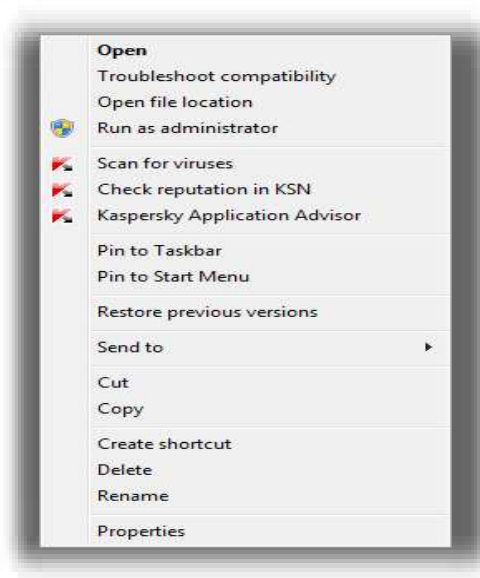 Open
Troubleshoot compatibility
Open file location
Run as administrator
Scan for viruses
Check reputation in KSN
Kaspersky Application Advisor
Pin to Taskbar
Pin to Start Menu
Restore previous versions
Send to
Cut
Copy
Create shortcut
Delete
Rename
Properties